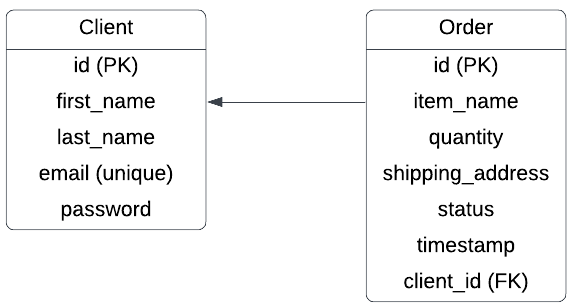 Client
id (PK)
first_name
last_name
email (unique)
password
Order
id (PK)
item_name
quantity
shipping_address
status
timestamp
client_id (FK)